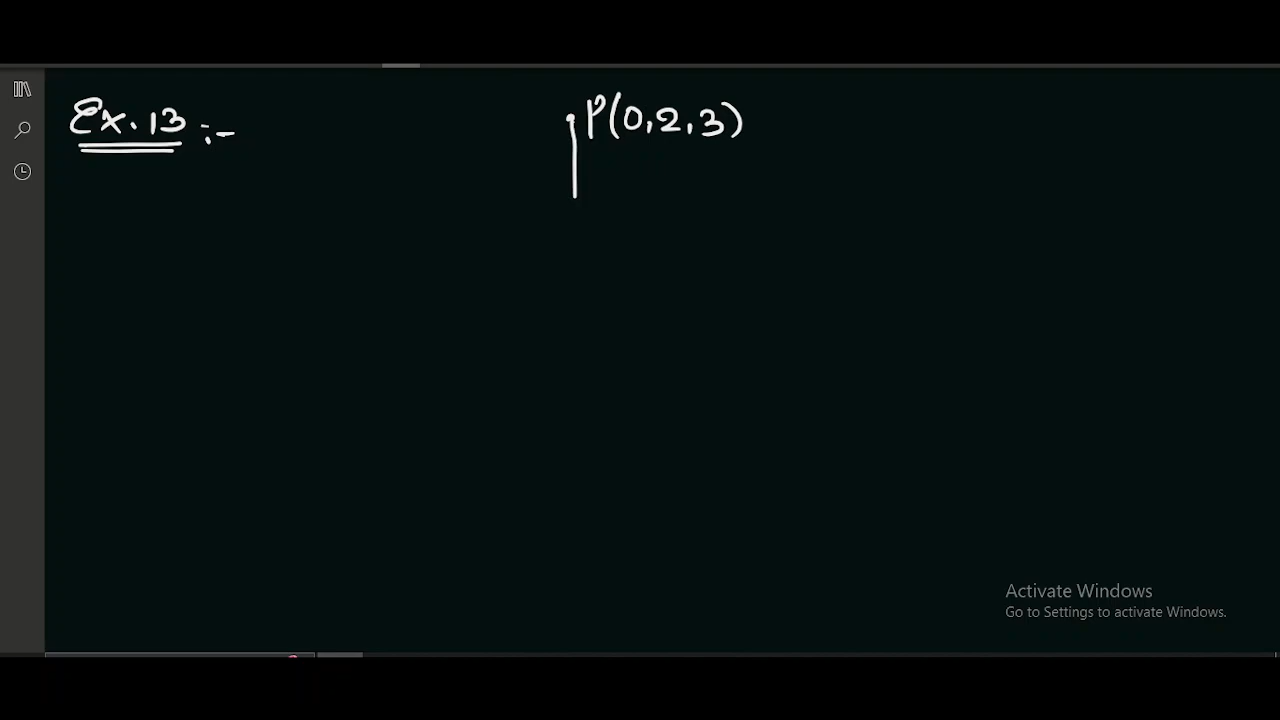 Ex. 13 :-
P(0, 2, 3)
Activate Windows
Go to Settings to activate Windows.